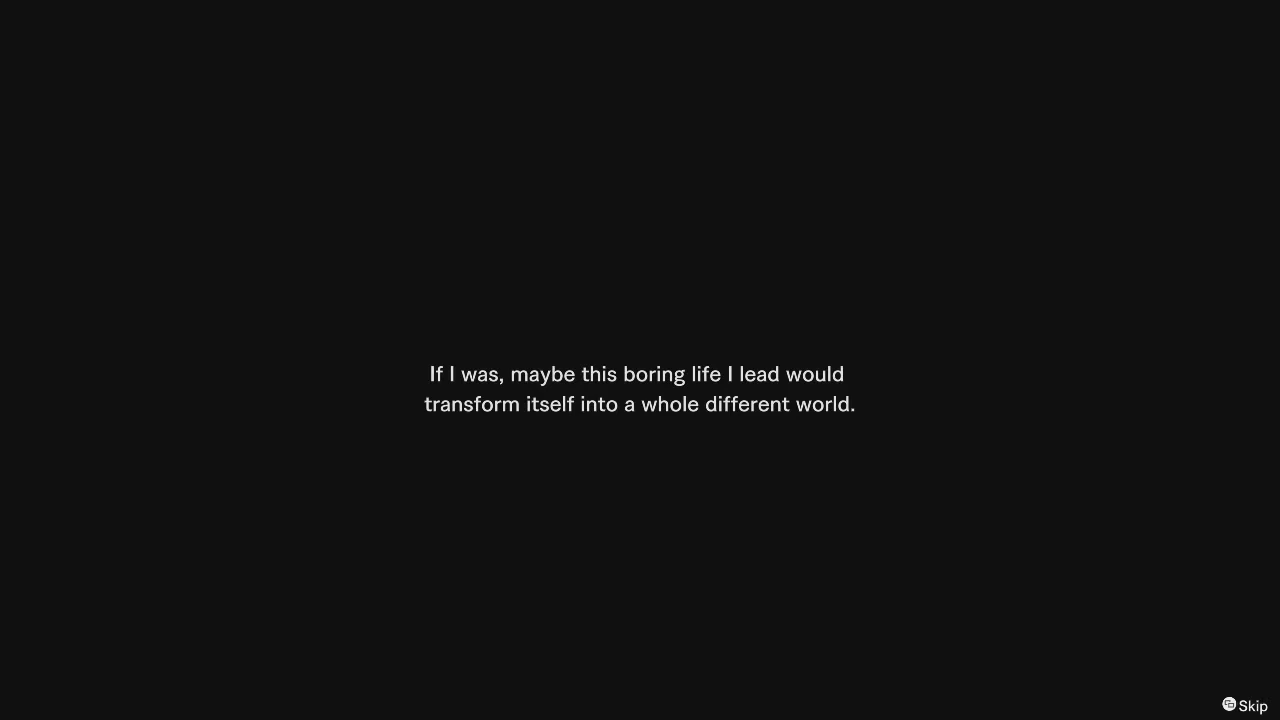 If I was, maybe this boring life I lead would
transform itself into a whole different world.
Skip